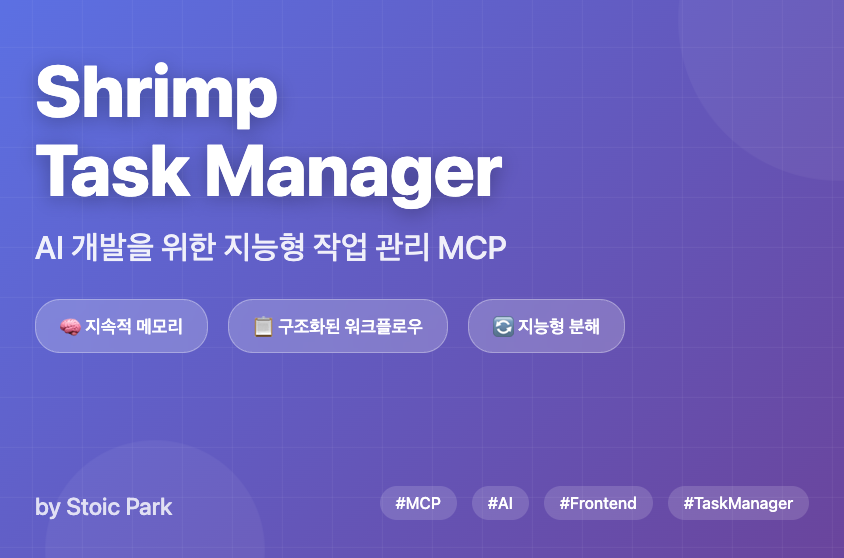 Shrimp
Task Manager
AI 개발을 위한 지능형 작업 관리 MCP
🧠 지속적 메모리 📋 구조화된 워크플로우 🔄 지능형 분해
by Stoic Park #MCP #AI #Frontend #TaskManager